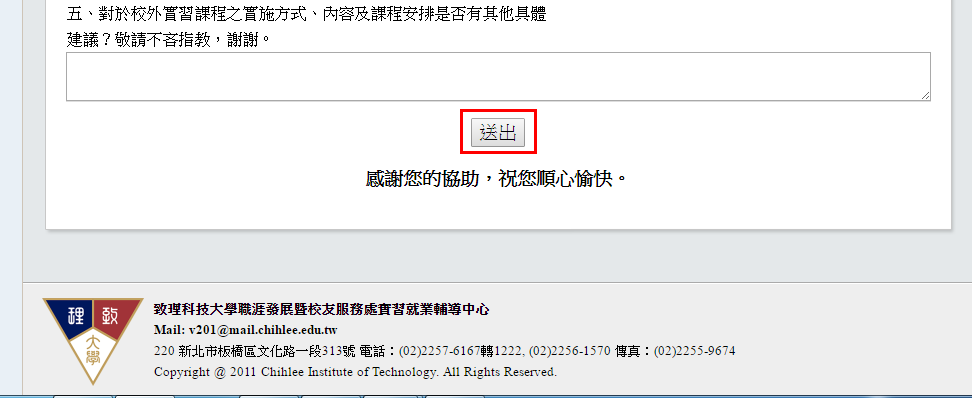 五、對於校外實習課程之實施方式、內容及課程安排是否有其他具體
建議？敬請不吝指教，謝謝。
送出
感謝您的協助，祝您順心愉快。
理 致
大學
致理科技大學職涯發展暨校友服務處實習就業輔導中心
Mail: v201@mail.chihlee.edu.tw
220 新北市板橋區文化路一段313號 電話：(02)2257-6167轉1222, (02)2256-1570 傳真：(02)2255-9674
Copyright @ 2011 Chihlee Institute of Technology. All Rights Reserved.